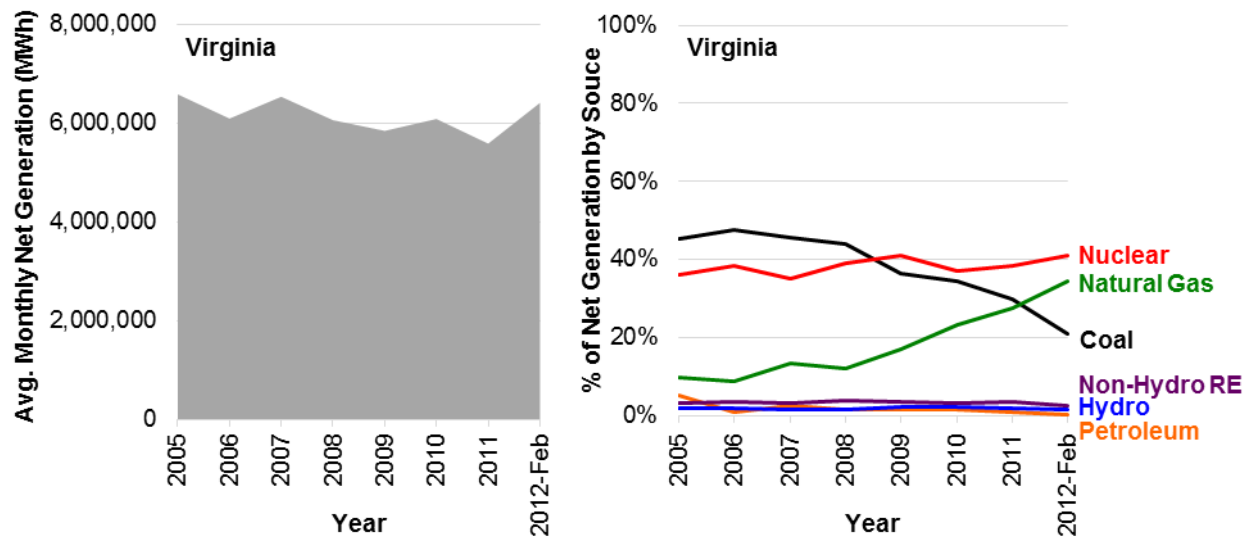 Avg. Monthly Net Generation (MWh)
8,000,000
6,000,000
4,000,000
2,000,000
0
Virginia
2005
2006
2007
2008
2009
2010
2011
2012-Feb
Year
% of Net Generation by Souce
100%
80%
60%
40%
20%
0%
Virginia
Nuclear
Natural Gas
Coal
Non-Hydro RE
Hydro
Petroleum
2005
2006
2007
2008
2009
2010
2011
2012-Feb
Year